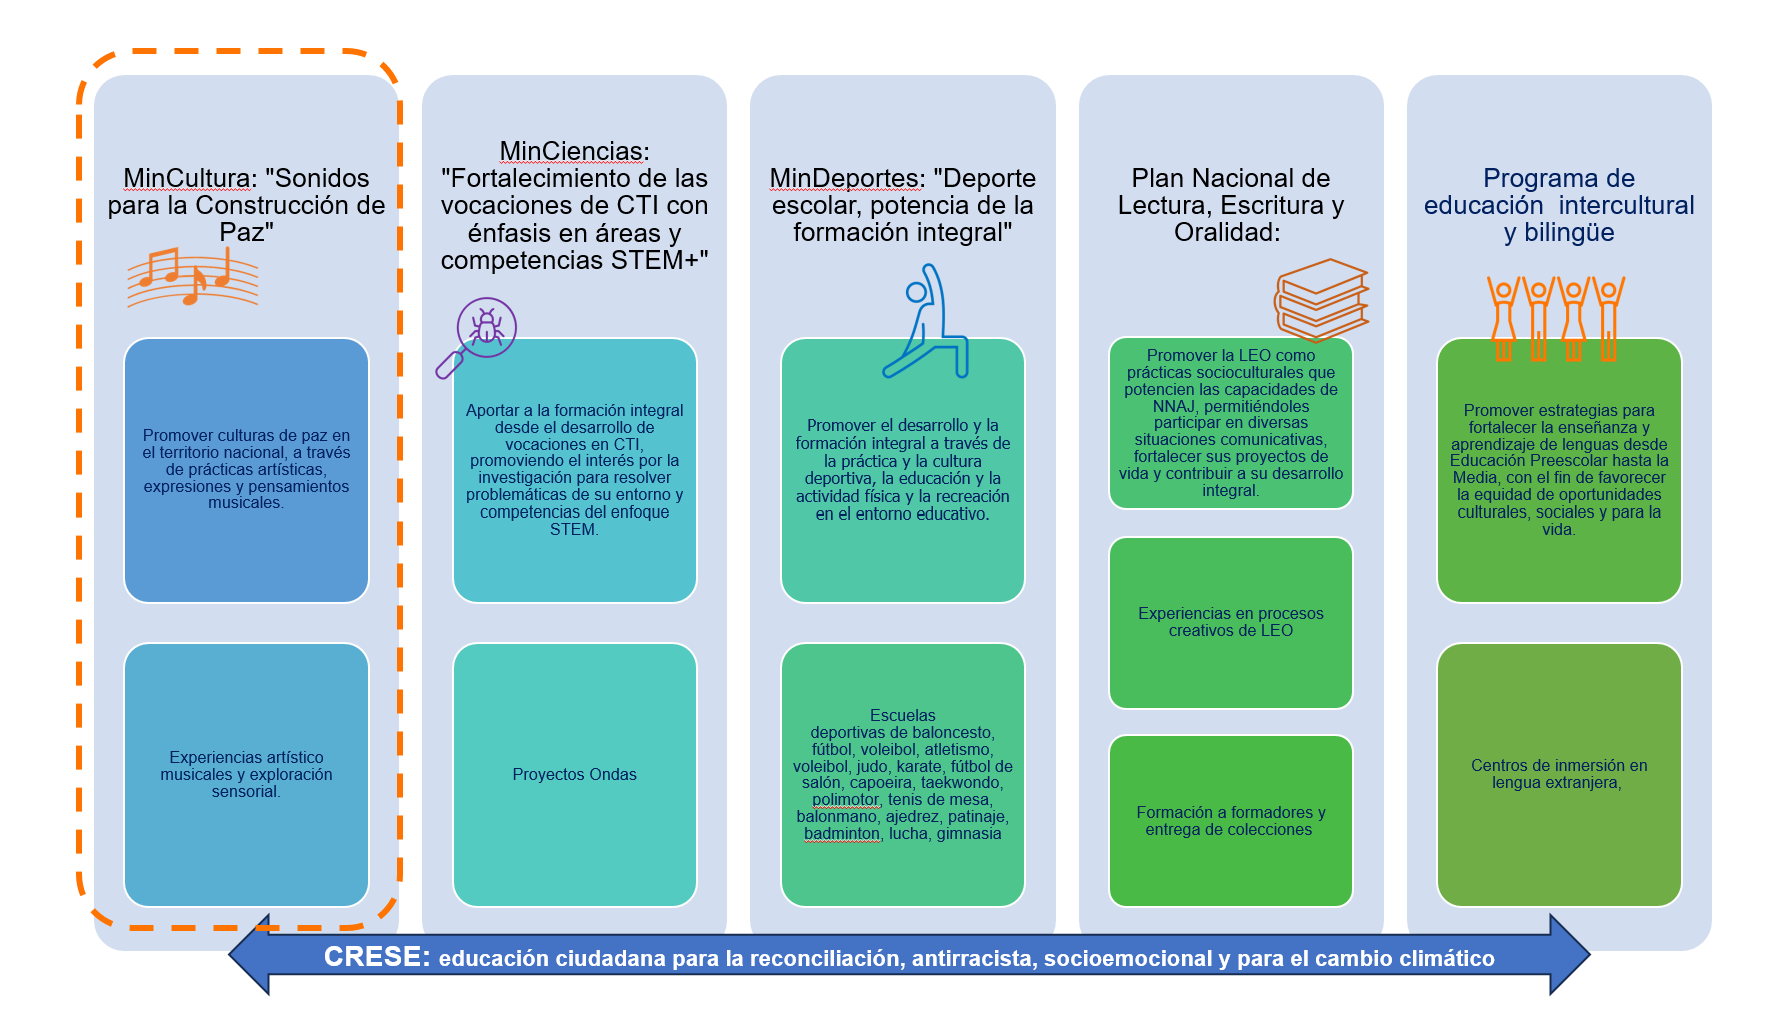 MinCultura: "Sonidos
para la Construcción de
Paz"
Promover culturas de paz en
el territorio nacional, a través
de prácticas artísticas,
expresiones y pensamientos
musicales.
Experiencias artístico
musicales y exploración
sensorial.
MinCiencias:
"Fortalecimiento de las
vocaciones de CTI con
énfasis en áreas y
competencias STEM+"
Aportar a la formación integral
desde el desarrollo de
vocaciones en CTI,
promoviendo el interés por la
investigación para resolver
problemáticas de su entorno y
competencias del enfoque
STEM.
Proyectos Ondas
MinDeportes: "Deporte
escolar, potencia de la
formación integral"
Promover el desarrollo y la
formación integral a través de
la práctica y la cultura
deportiva, la educación y la
actividad física y la recreación
en el entorno educativo.
Escuelas
deportivas de baloncesto,
fútbol, voleibol, atletismo,
voleibol, judo, karate, fútbol de
salón, capoeira, taekwondo,
polimotor, tenis de mesa,
balonmano, ajedrez, patinaje,
badminton, lucha, gimnasia
Plan Nacional de
Lectura, Escritura y
Oralidad:
Promover la LEO como
prácticas socioculturales que
potencien las capacidades de
NNAJ, permitiéndoles
participar en diversas
situaciones comunicativas,
fortalecer sus proyectos de
vida y contribuir a su desarrollo
integral.
Experiencias en procesos
creativos de LEO
Formación a formadores y
entrega de colecciones
Programa de
educación  intercultural
y bilingüe
Promover estrategias para
fortalecer la enseñanza y
aprendizaje de lenguas desde
Educación Preescolar hasta la
Media, con el fin de favorecer
la equidad de oportunidades
culturales, sociales y para la
vida.
Centros de inmersión en
lengua extranjera,
CRESE: educación ciudadana para la reconciliación, antirracista, socioemocional y para el cambio climático